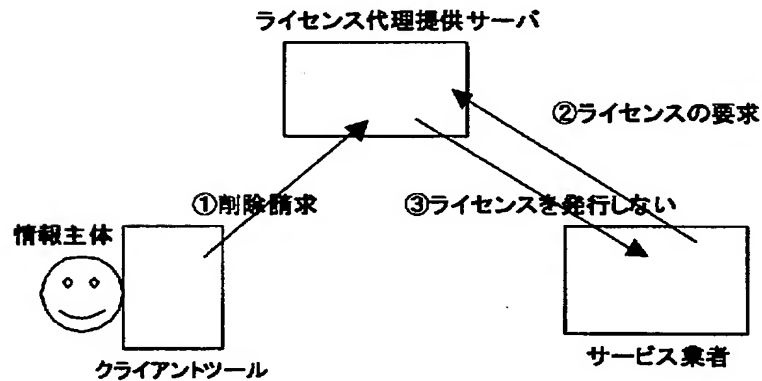 ライセンス代理提供サーバ
②ライセンスの要求
①削除請求
③ライセンスを発行しない
情報主体
クライアントツール
サービス業者